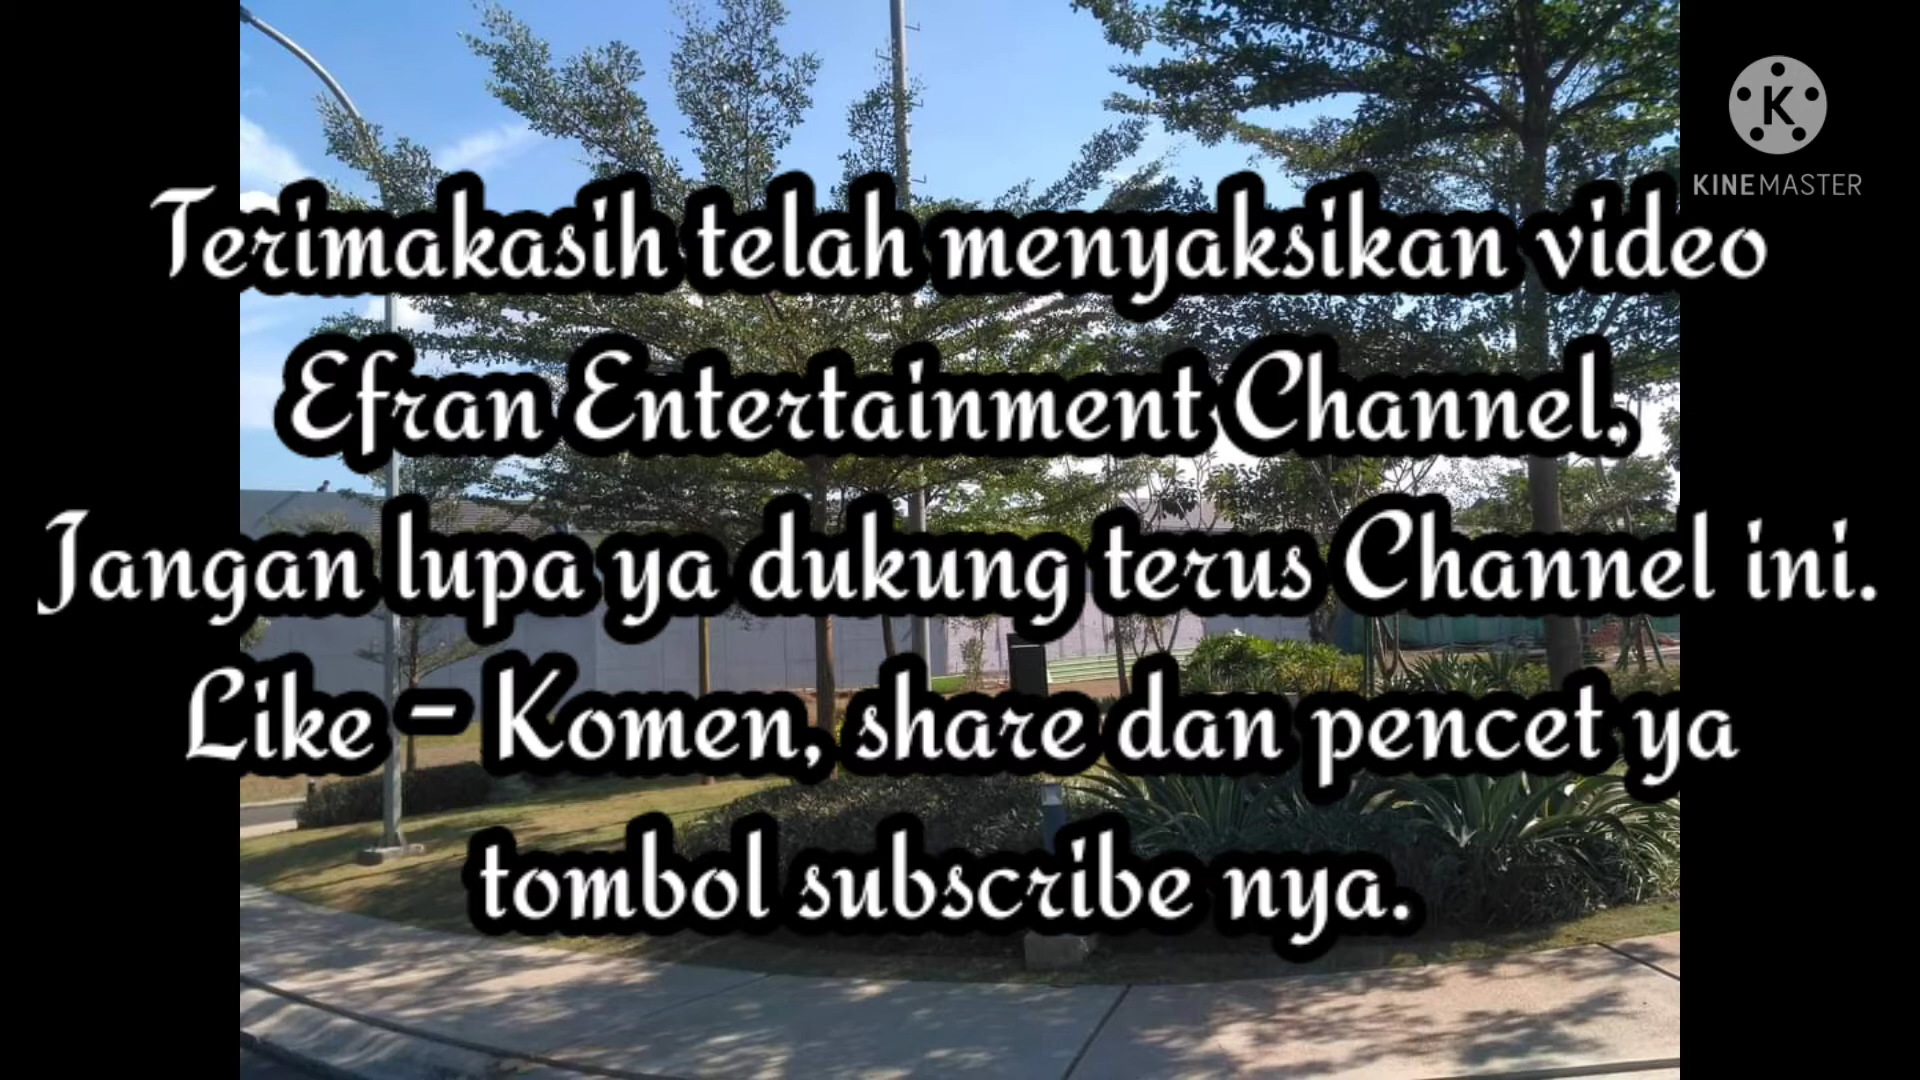 KINEMASTER
Terimakasih telah menyaksikan video
Efran Entertainment Channel,
Jangan lupa ya dukung terus Channel ini.
Like - Komen, share dan pencet ya
tombol subscribe nya.